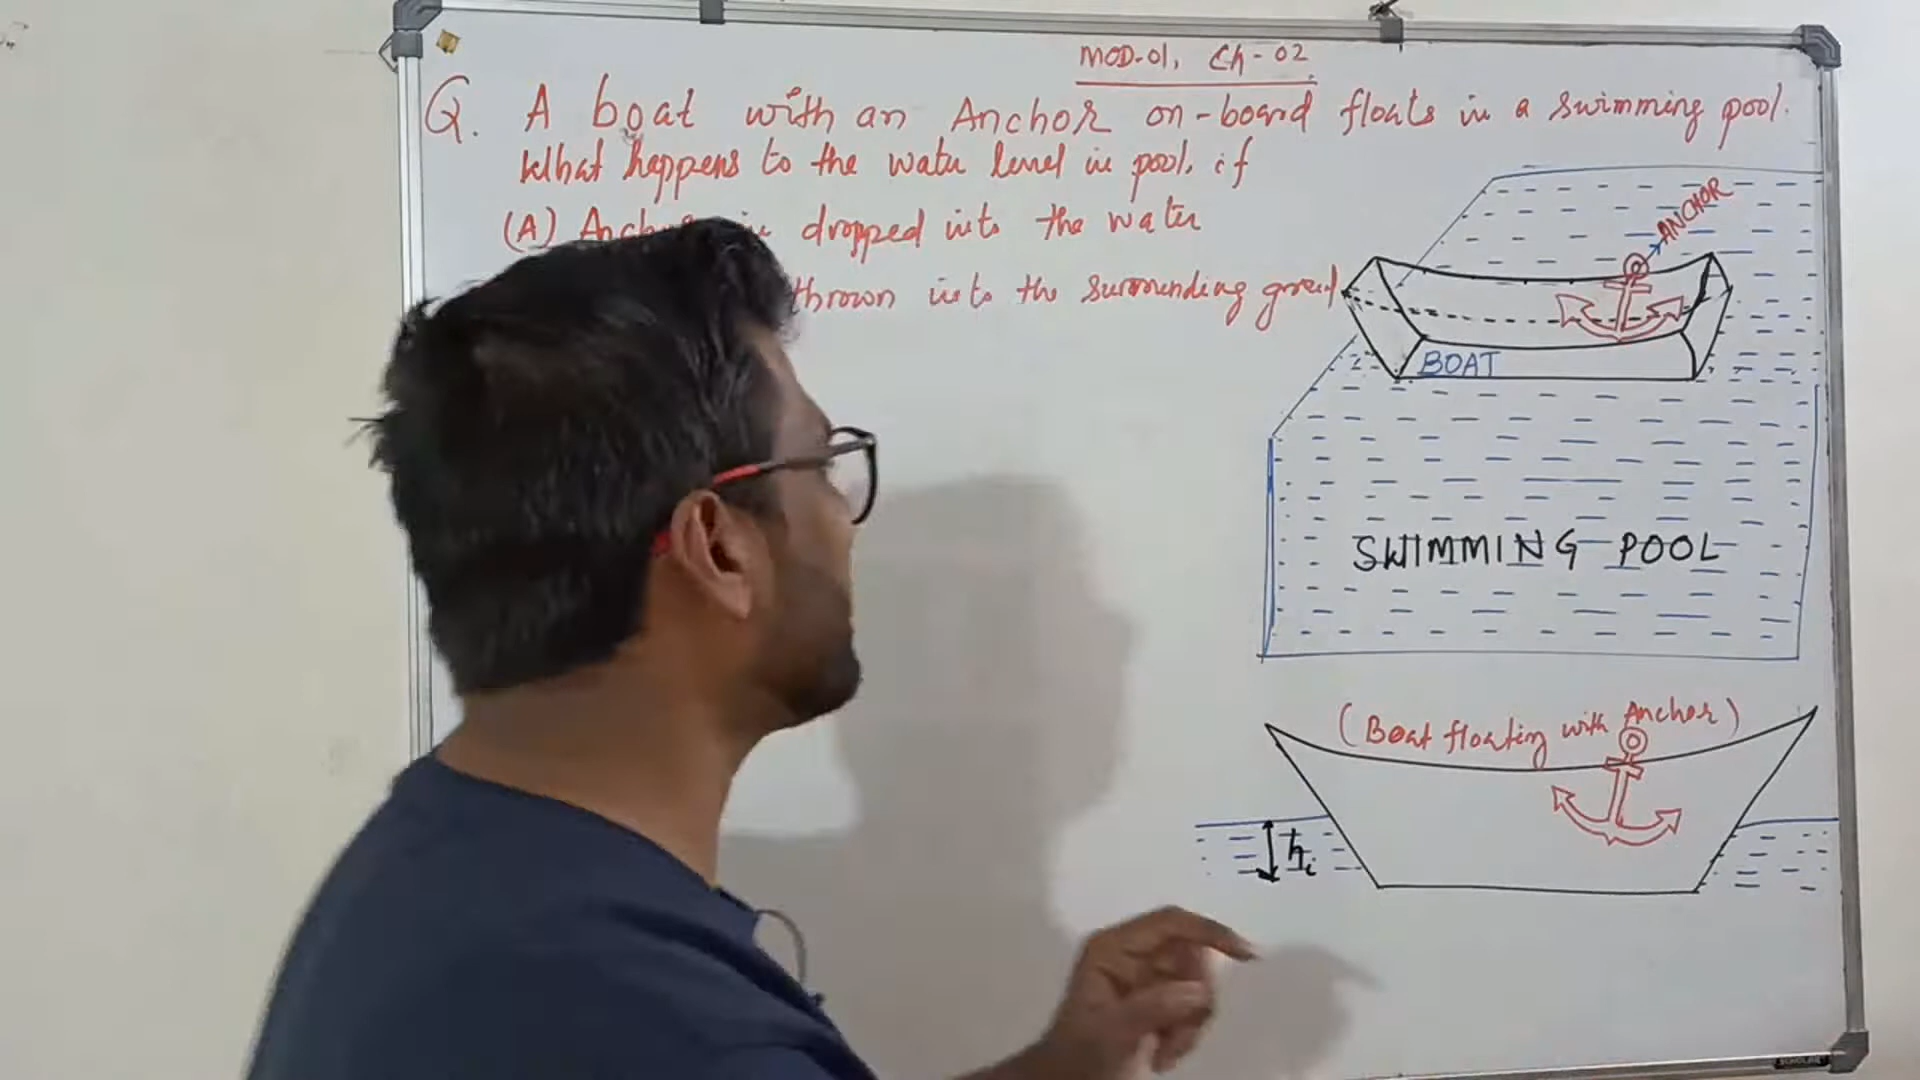 MOD-01, Ch-02
Q. A boat with an Anchor on-board floats in a swimming pool.
What happens to the water level in pool, if
(A) dropped into the water
thrown into the surrounding ground
ANCHOR
BOAT
SWIMMING POOL
(Boat floating with Anchor)
hi